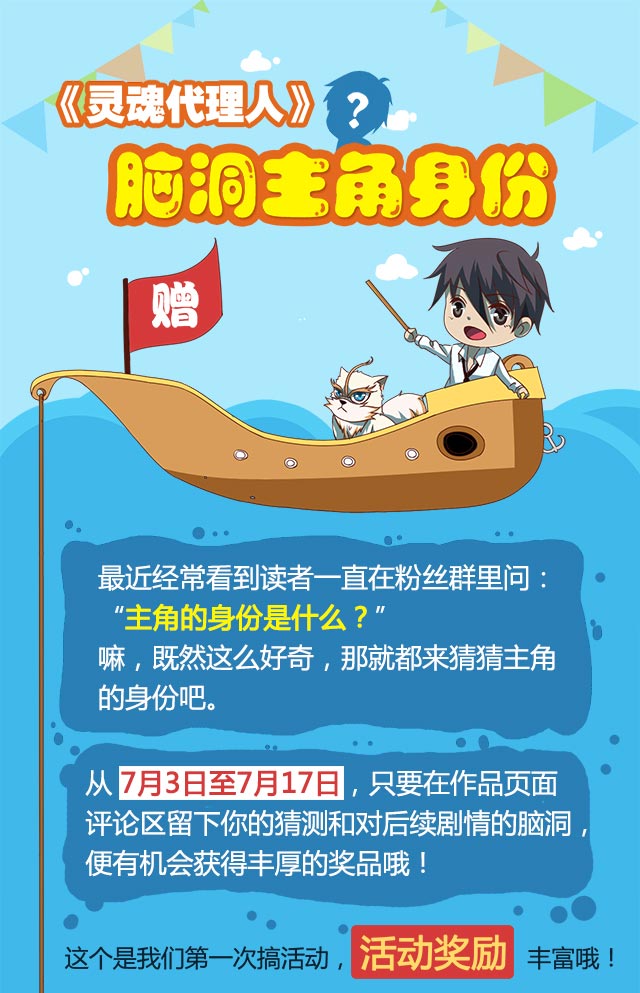 《灵魂代理人》
?
脑洞主角身份
赠
最近经常看到读者一直在粉丝群里问：
“主角的身份是什么？”
嘛，既然这么好奇，那就都来猜猜主角
的身份吧。
从 7月3日至7月17日，只要在作品页面
评论区留下你的猜测和对后续剧情的脑洞，
便有机会获得丰厚的奖品哦！
这个是我们第一次搞活动，活动奖励 丰富哦！